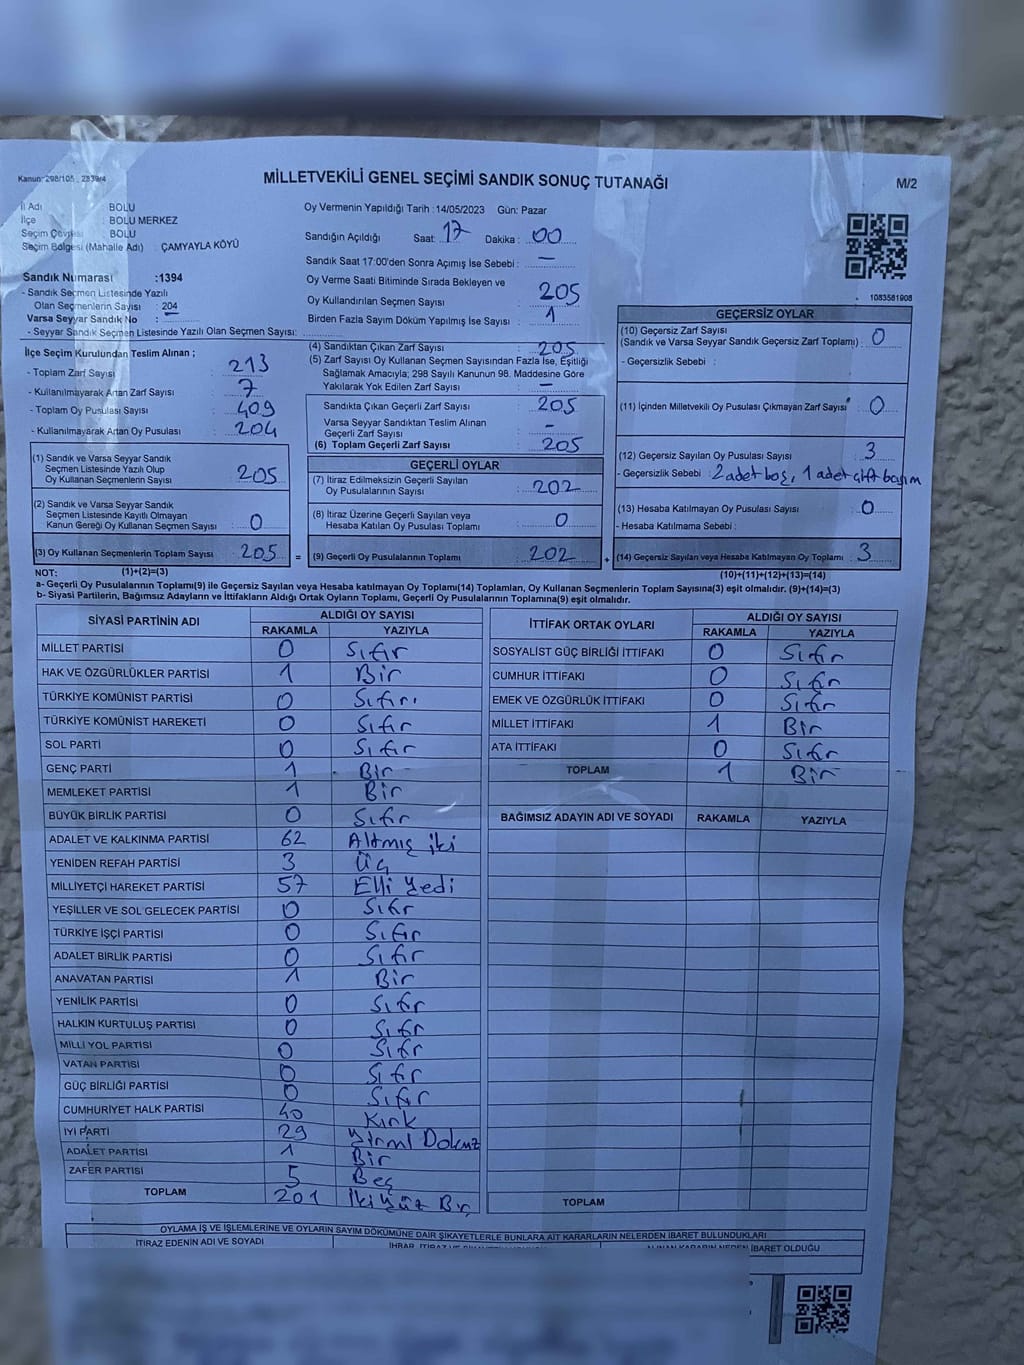 Kanun: 298/105 , 2839/4
MİLLETVEKİLİ GENEL SEÇİMİ SANDIK SONUÇ TUTANAĞI
M/2
İl Adı : BOLU
İlçe : BOLU MERKEZ
Seçim Çevresi : BOLU
Seçim Bölgesi (Mahalle Adı) : ÇAMYAYLA KÖYÜ
Sandık Numarası :1394
- Sandık Seçmen Listesinde Yazılı
Olan Seçmenlerin Sayısı : 204
Varsa Seyyar Sandık No :
- Seyyar Sandık Seçmen Listesinde Yazılı Olan Seçmen Sayısı:
Oy Vermenin Yapıldığı Tarih :14/05/2023 Gün: Pazar
Sandığın Açıldığı Saat: 17 Dakika : 00
Sandık Saat 17:00'den Sonra Açımış İse Sebebi : —
Oy Verme Saati Bitiminde Sırada Bekleyen ve
Oy Kullandırılan Seçmen Sayısı : 205
Birden Fazla Sayım Döküm Yapılmış İse Sayısı : 1
1083581908
İlçe Seçim Kurulundan Teslim Alınan ;
- Toplam Zarf Sayısı : 213
- Kullanılmayarak Artan Zarf Sayısı : 7
- Toplam Oy Pusulası Sayısı : 409
- Kullanılmayarak Artan Oy Pusulası : 204
(1) Sandık ve Varsa Seyyar Sandık
Seçmen Listesinde Yazılı Olup
Oy Kullanan Seçmenlerin Sayısı : 205
(2) Sandık ve Varsa Seyyar Sandık
Seçmen Listesinde Kayıtlı Olmayan
Kanun Gereği Oy Kullanan Seçmen Sayısı : 0
(3) Oy Kullanan Seçmenlerin Toplam Sayısı : 205
(4) Sandıktan Çıkan Zarf Sayısı : 205
(5) Zarf Sayısı Oy Kullanan Seçmen Sayısından Fazla İse, Eşitliği
Sağlamak Amacıyla; 298 Sayılı Kanunun 98. Maddesine Göre
Yakılarak Yok Edilen Zarf Sayısı : —
Sandıkta Çıkan Geçerli Zarf Sayısı : 205
Varsa Seyyar Sandıktan Teslim Alınan
Geçerli Zarf Sayısı : -
(6) Toplam Geçerli Zarf Sayısı : 205
GEÇERLİ OYLAR
(7) İtiraz Edilmeksizin Geçerli Sayılan
Oy Pusulalarının Sayısı : 202
(8) İtiraz Üzerine Geçerli Sayılan veya
Hesaba Katılan Oy Pusulası Toplamı : 0
= (9) Geçerli Oy Pusulalarının Toplamı : 202
GEÇERSİZ OYLAR
(10) Geçersiz Zarf Sayısı
(Sandık ve Varsa Seyyar Sandık Geçersiz Zarf Toplamı) : 0
- Geçersizlik Sebebi :
(11) İçinden Milletvekili Oy Pusulası Çıkmayan Zarf Sayısı : 0
(12) Geçersiz Sayılan Oy Pusulası Sayısı : 3
- Geçersizlik Sebebi : 2 adet boş, 1 adet çift basım
(13) Hesaba Katılmayan Oy Pusulası Sayısı : 0
- Hesaba Katılmama Sebebi :
+ (14) Geçersiz Sayılan veya Hesaba Katılmayan Oy Toplamı : 3
NOT: (1)+(2)=(3)
(10)+(11)+(12)+(13)=(14)
a- Geçerli Oy Pusulalarının Toplamı(9) ile Geçersiz Sayılan veya Hesaba katılmayan Oy Toplamı(14) Toplamları, Oy Kullanan Seçmenlerin Toplam Sayısına(3) eşit olmalıdır. (9)+(14)=(3)
b- Siyasi Partilerin, Bağımsız Adayların ve İttifakların Aldığı Ortak Oyların Toplamı, Geçerli Oy Pusulalarının Toplamına(9) eşit olmalıdır.
SİYASİ PARTİNİN ADI ALDIĞI OY SAYISI
RAKAMLA YAZIYLA
MİLLET PARTİSİ 0 Sıfır
HAK VE ÖZGÜRLÜKLER PARTİSİ 1 Bir
TÜRKİYE KOMÜNİST PARTİSİ 0 Sıfır
TÜRKİYE KOMÜNİST HAREKETİ 0 Sıfır
SOL PARTİ 0 Sıfır
GENÇ PARTİ 1 Bir
MEMLEKET PARTİSİ 1 Bir
BÜYÜK BİRLİK PARTİSİ 0 Sıfır
ADALET VE KALKINMA PARTİSİ 62 Altmış iki
YENİDEN REFAH PARTİSİ 3 Üç
MİLLİYETÇİ HAREKET PARTİSİ 57 Elli Yedi
YEŞİLLER VE SOL GELECEK PARTİSİ 0 Sıfır
TÜRKİYE İŞÇİ PARTİSİ 0 Sıfır
ADALET BİRLİK PARTİSİ 0 Sıfır
ANAVATAN PARTİSİ 1 Bir
YENİLİK PARTİSİ 0 Sıfır
HALKIN KURTULUŞ PARTİSİ 0 Sıfır
MİLLİ YOL PARTİSİ 0 Sıfır
VATAN PARTİSİ 0 Sıfır
GÜÇ BİRLİĞİ PARTİSİ 0 Sıfır
CUMHURİYET HALK PARTİSİ 40 Kırk
İYİ PARTİ 29 Yirmi Dokuz
ADALET PARTİSİ 1 Bir
ZAFER PARTİSİ 5 Beş
TOPLAM 201 İki Yüz Bir
İTTİFAK ORTAK OYLARI ALDIĞI OY SAYISI
RAKAMLA YAZIYLA
SOSYALİST GÜÇ BİRLİĞİ İTTİFAKI 0 Sıfır
CUMHUR İTTİFAKI 0 Sıfır
EMEK VE ÖZGÜRLÜK İTTİFAKI 0 Sıfır
MİLLET İTTİFAKI 1 Bir
ATA İTTİFAKI 0 Sıfır
TOPLAM 1 Bir
BAĞIMSIZ ADAYIN ADI VE SOYADI RAKAMLA YAZIYLA
TOPLAM
OYLAMA İŞ VE İŞLEMLERİNE VE OYLARIN SAYIM DÖKÜMÜNE DAİR ŞİKAYETLERLE BUNLARA AİT KARARLARIN NELERDEN İBARET BULUNDUKLARI
İTİRAZ EDENİN ADI VE SOYADI
İBARET OLDUĞU